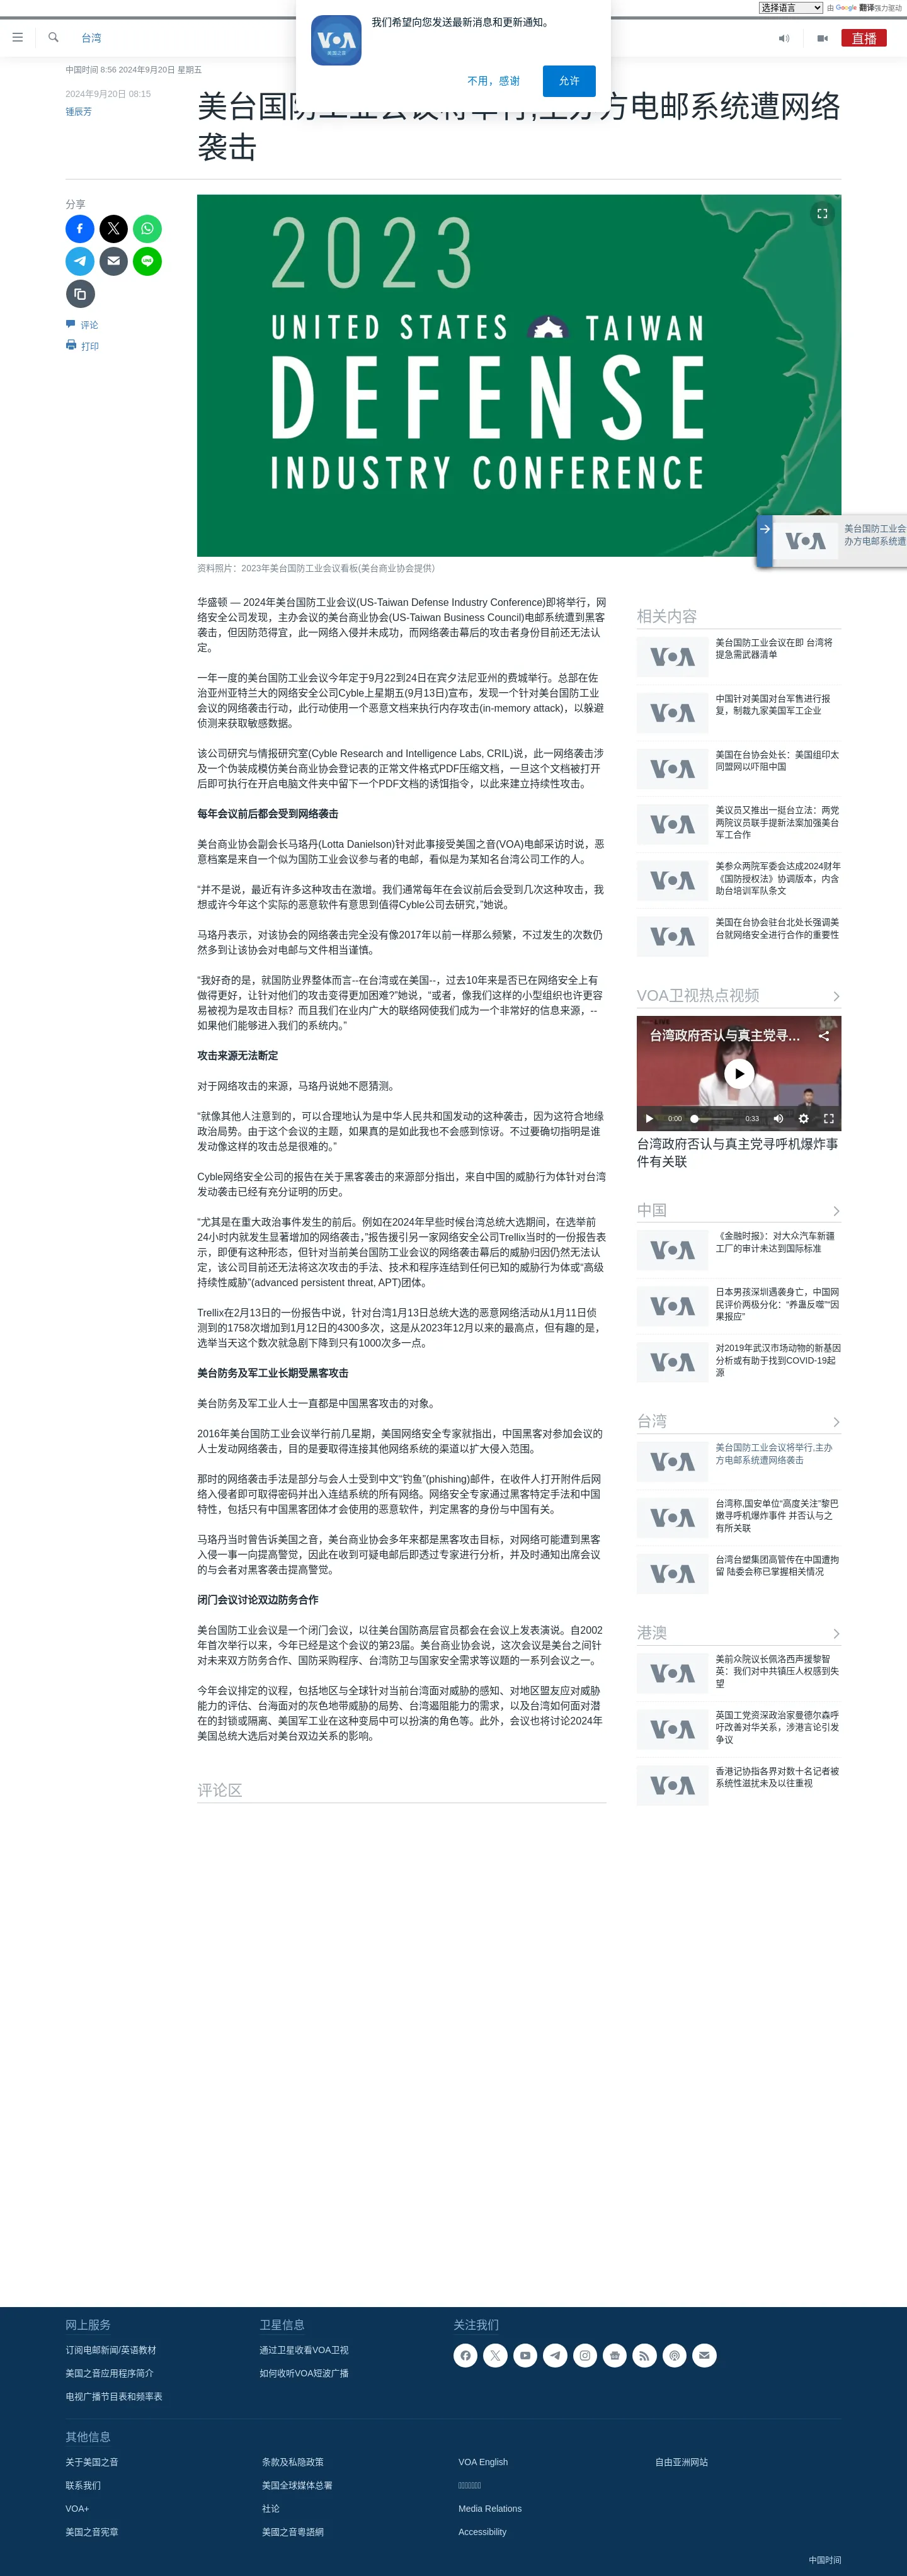 选择语言 由 Google 翻译强力驱动
我们希望向您发送最新消息和更新通知。
VOA
美国之音
不用，感谢
允许
台湾
直播
中国时间 8:56 2024年9月20日 星期五
2024年9月20日 08:15
锺辰芳
美台国防工业会议将举行,主办方电邮系统遭网络
袭击
分享
评论
打印
2023
UNITED STATES TAIWAN
DEFENSE
INDUSTRY CONFERENCE
资料照片：2023年美台国防工业会议看板(美台商业协会提供）
VOA
美台国防工业会
办方电邮系统遭
华盛顿 — 2024年美台国防工业会议(US-Taiwan Defense Industry Conference)即将举行，网
络安全公司发现，主办会议的美台商业协会(US-Taiwan Business Council)电邮系统遭到黑客
袭击，但因防范得宜，此一网络入侵并未成功，而网络袭击幕后的攻击者身份目前还无法认
定。
一年一度的美台国防工业会议今年定于9月22到24日在宾夕法尼亚州的费城举行。总部在佐
治亚州亚特兰大的网络安全公司Cyble上星期五(9月13日)宣布，发现一个针对美台国防工业
会议的网络袭击行动，此行动使用一个恶意文档来执行内存攻击(in-memory attack)，以躲避
侦测来获取敏感数据。
该公司研究与情报研究室(Cyble Research and Intelligence Labs, CRIL)说，此一网络袭击涉
及一个伪装成模仿美台商业协会登记表的正常文件格式PDF压缩文档，一旦这个文档被打开
后即可执行在开启电脑文件夹中留下一个PDF文档的诱饵指令，以此来建立持续性攻击。
每年会议前后都会受到网络袭击
美台商业协会副会长马珞丹(Lotta Danielson)针对此事接受美国之音(VOA)电邮采访时说，恶
意档案是来自一个似为国防工业会议参与者的电邮，看似是为某知名台湾公司工作的人。
“并不是说，最近有许多这种攻击在激增。我们通常每年在会议前后会受到几次这种攻击，我
想或许今年这个实际的恶意软件有意思到值得Cyble公司去研究，”她说。
马珞丹表示，对该协会的网络袭击完全没有像2017年以前一样那么频繁，不过发生的次数仍
然多到让该协会对电邮与文件相当谨慎。
“我好奇的是，就国防业界整体而言--在台湾或在美国--，过去10年来是否已在网络安全上有
做得更好，让针对他们的攻击变得更加困难?”她说，“或者，像我们这样的小型组织也许更容
易被视为是攻击目标？而且我们在业内广大的联络网使我们成为一个非常好的信息来源，--
如果他们能够进入我们的系统内。”
攻击来源无法断定
对于网络攻击的来源，马珞丹说她不愿猜测。
“就像其他人注意到的，可以合理地认为是中华人民共和国发动的这种袭击，因为这符合地缘
政治局势。由于这个会议的主题，如果真的是如此我也不会感到惊讶。不过要确切指明是谁
发动像这样的攻击总是很难的。”
Cyble网络安全公司的报告在关于黑客袭击的来源部分指出，来自中国的威胁行为体针对台湾
发动袭击已经有充分证明的历史。
“尤其是在重大政治事件发生的前后。例如在2024年早些时候台湾总统大选期间，在选举前
24小时内就发生显著增加的网络袭击，”报告援引另一家网络安全公司Trellix当时的一份报告表
示，即便有这种形态，但针对当前美台国防工业会议的网络袭击幕后的威胁归因仍然无法认
定，该公司目前还无法将这次攻击的手法、技术和程序连结到任何已知的威胁行为体或“高级
持续性威胁”(advanced persistent threat, APT)团体。
Trellix在2月13日的一份报告中说，针对台湾1月13日总统大选的恶意网络活动从1月11日侦
测到的1758次增加到1月12日的4300多次，这是从2023年12月以来的最高点，但有趣的是，
选举当天这个数次就急剧下降到只有1000次多一点。
美台防务及军工业长期受黑客攻击
美台防务及军工业人士一直都是中国黑客攻击的对象。
2016年美台国防工业会议举行前几星期，美国网络安全专家就指出，中国黑客对参加会议的
人士发动网络袭击，目的是要取得连接其他网络系统的渠道以扩大侵入范围。
那时的网络袭击手法是部分与会人士受到中文“钓鱼”(phishing)邮件，在收件人打开附件后网
络入侵者即可取得密码并出入连结系统的所有网络。网络安全专家通过黑客特定手法和中国
特性，包括只有中国黑客团体才会使用的恶意软件，判定黑客的身份与中国有关。
马珞丹当时曾告诉美国之音，美台商业协会多年来都是黑客攻击目标，对网络可能遭到黑客
入侵一事一向提高警觉，因此在收到可疑电邮后即透过专家进行分析，并及时通知出席会议
的与会者对黑客袭击提高警觉。
闭门会议讨论双边防务合作
美台国防工业会议是一个闭门会议，以往美台国防高层官员都会在会议上发表演说。自2002
年首次举行以来，今年已经是这个会议的第23届。美台商业协会说，这次会议是美台之间针
对未来双方防务合作、国防采购程序、台湾防卫与国家安全需求等议题的一系列会议之一。
今年会议排定的议程，包括地区与全球针对当前台湾面对威胁的感知、对地区盟友应对威胁
能力的评估、台海面对的灰色地带威胁的局势、台湾遏阻能力的需求，以及台湾如何面对潜
在的封锁或隔离、美国军工业在这种变局中可以扮演的角色等。此外，会议也将讨论2024年
美国总统大选后对美台双边关系的影响。
评论区
相关内容
美台国防工业会议在即 台湾将
提急需武器清单
中国针对美国对台军售进行报
复，制裁九家美国军工企业
美国在台协会处长：美国组印太
同盟网以吓阻中国
美议员又推出一挺台立法：两党
两院议员联手提新法案加强美台
军工合作
美参众两院军委会达成2024财年
《国防授权法》协调版本，内含
助台培训军队条文
美国在台协会驻台北处长强调美
台就网络安全进行合作的重要性
VOA卫视热点视频
台湾政府否认与真主党寻...
0:00 0:33
台湾政府否认与真主党寻呼机爆炸事
件有关联
中国
《金融时报》：对大众汽车新疆
工厂的审计未达到国际标准
日本男孩深圳遇袭身亡，中国网
民评价两极分化：“养蛊反噬”“因
果报应”
对2019年武汉市场动物的新基因
分析或有助于找到COVID-19起
源
台湾
美台国防工业会议将举行,主办
方电邮系统遭网络袭击
台湾称,国安单位“高度关注”黎巴
嫩寻呼机爆炸事件 并否认与之
有所关联
台湾台塑集团高管传在中国遭拘
留 陆委会称已掌握相关情况
港澳
美前众院议长佩洛西声援黎智
英：我们对中共镇压人权感到失
望
英国工党资深政治家曼德尔森呼
吁改善对华关系，涉港言论引发
争议
香港记协指各界对数十名记者被
系统性滋扰未及以往重视
网上服务
订阅电邮新闻/英语教材
美国之音应用程序简介
电视广播节目表和频率表
卫星信息
通过卫星收看VOA卫视
如何收听VOA短波广播
关注我们
其他信息
关于美国之音
联系我们
VOA+
美国之音宪章
条款及私隐政策
美国全球媒体总署
社论
美國之音粵語網
VOA English
Media Relations
Accessibility
自由亚洲网站
中国时间